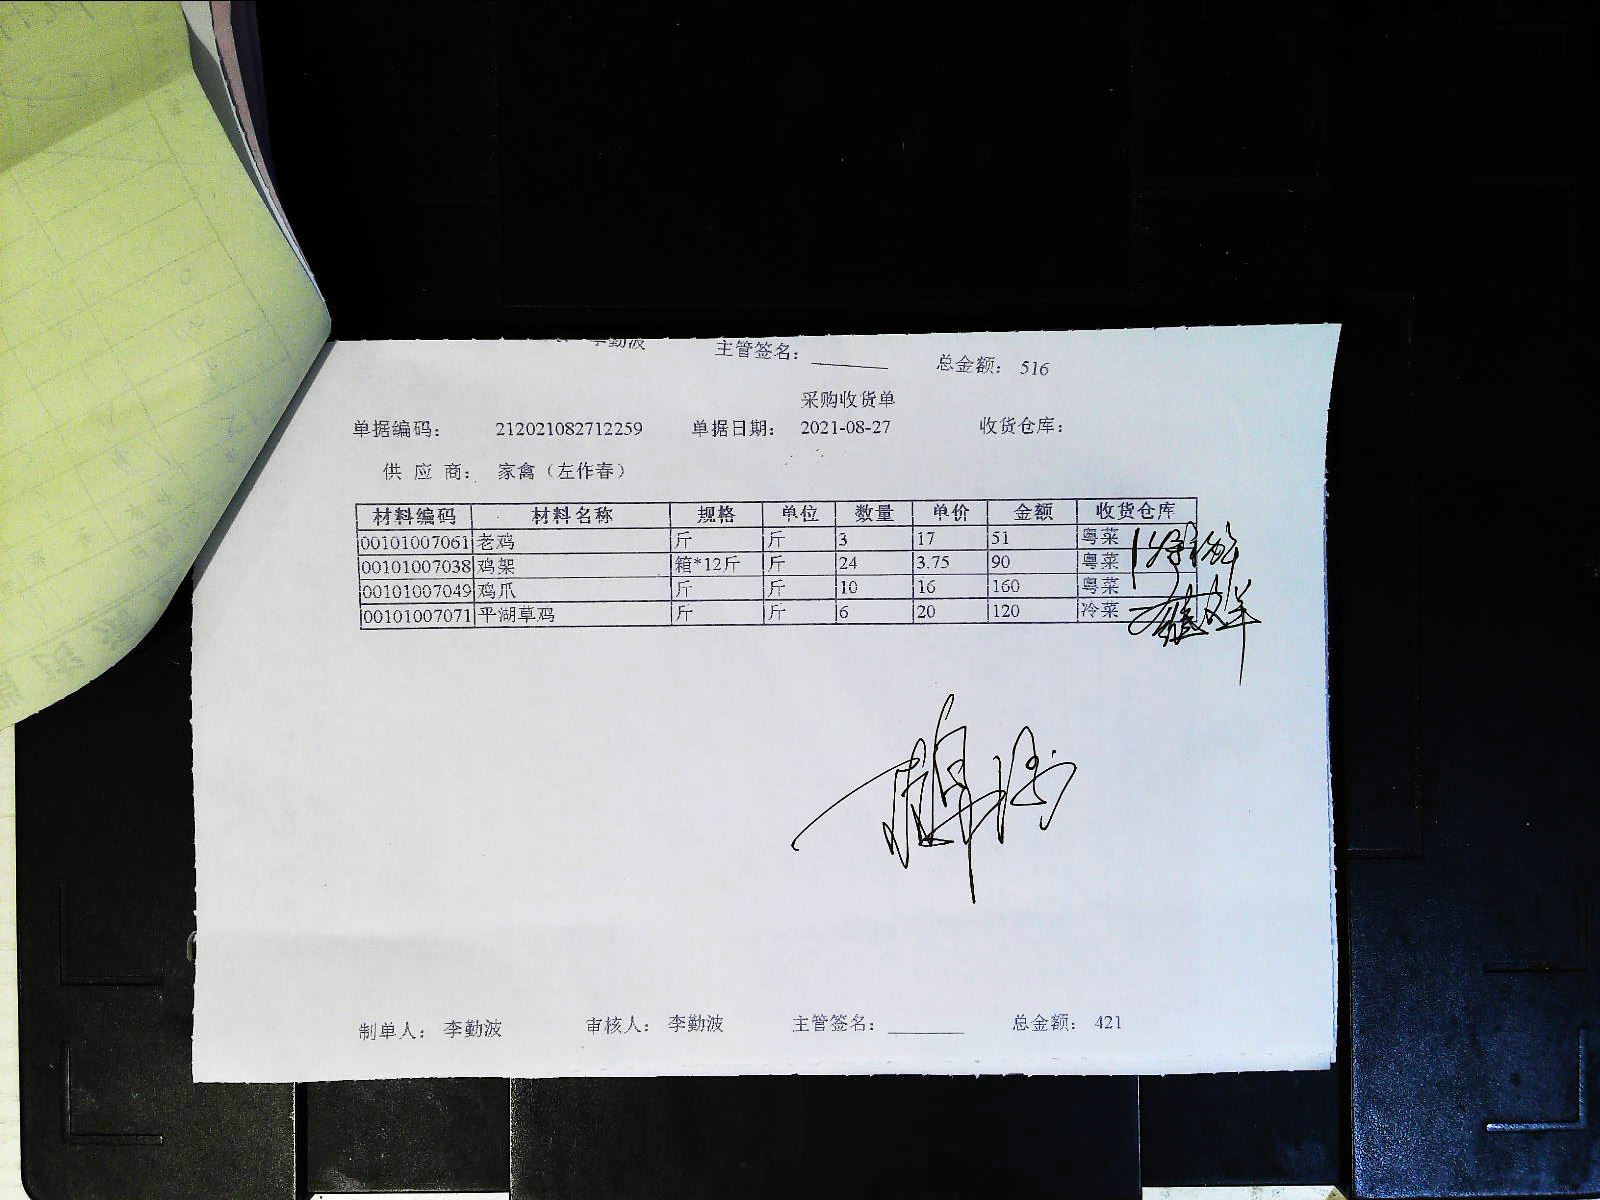 李勤波 主管签名：______ 总金额： 516
采购收货单
单据编码： 212021082712259 单据日期： 2021-08-27 收货仓库：
供 应 商： 家禽（左作春）
材料编码 材料名称 规格 单位 数量 单价 金额 收货仓库
00101007061 老鸡 斤 斤 3 17 51 粤菜
00101007038 鸡架 箱*12斤 斤 24 3.75 90 粤菜
00101007049 鸡爪 斤 斤 10 16 160 粤菜
00101007071 平湖草鸡 斤 斤 6 20 120 冷菜
制单人： 李勤波 审核人： 李勤波 主管签名：______ 总金额： 421